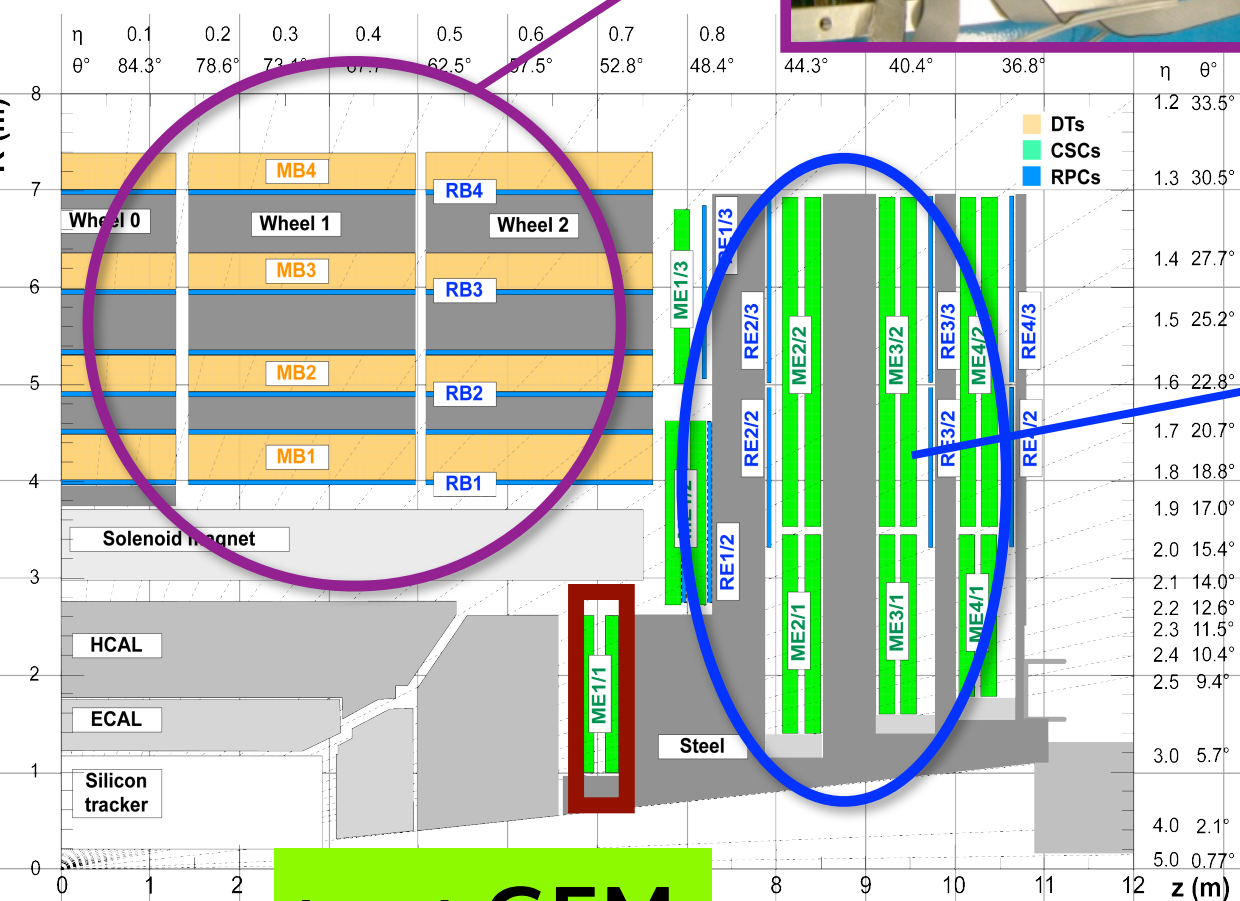 η 0.1 0.2 0.3 0.4 0.5 0.6 0.7 0.8
θ° 84.3° 78.6° 73.1° 67.7° 62.5° 57.5° 52.8° 48.4° 44.3° 40.4° 36.8°
η θ°
8
1.2 33.5°
DTs
CSCs
RPCs
MB4
7
RB4
1.3 30.5°
Wheel 0
Wheel 1
Wheel 2
RE1/3
MB3
6
RB3
ME1/3
1.4 27.7°
RE2/3
ME2/2
ME3/2
RE3/3
ME4/2
RE4/3
1.5 25.2°
MB2
5
RB2
1.6 22.8°
RE2/2
RE3/2
1.7 20.7°
MB1
4
RB1
1.8 18.8°
1.9 17.0°
Solenoid magnet
RE1/2
2.0 15.4°
3
2.1 14.0°
2.2 12.6°
2.3 11.5°
2.4 10.4°
2.5 9.4°
HCAL
ME2/1
ME3/1
ME4/1
2
ME1/1
ECAL
Steel
3.0 5.7°
1
Silicon
tracker
4.0 2.1°
0
5.0 0.77°
0 1 2 8 9 10 11 12 z (m)
GEM